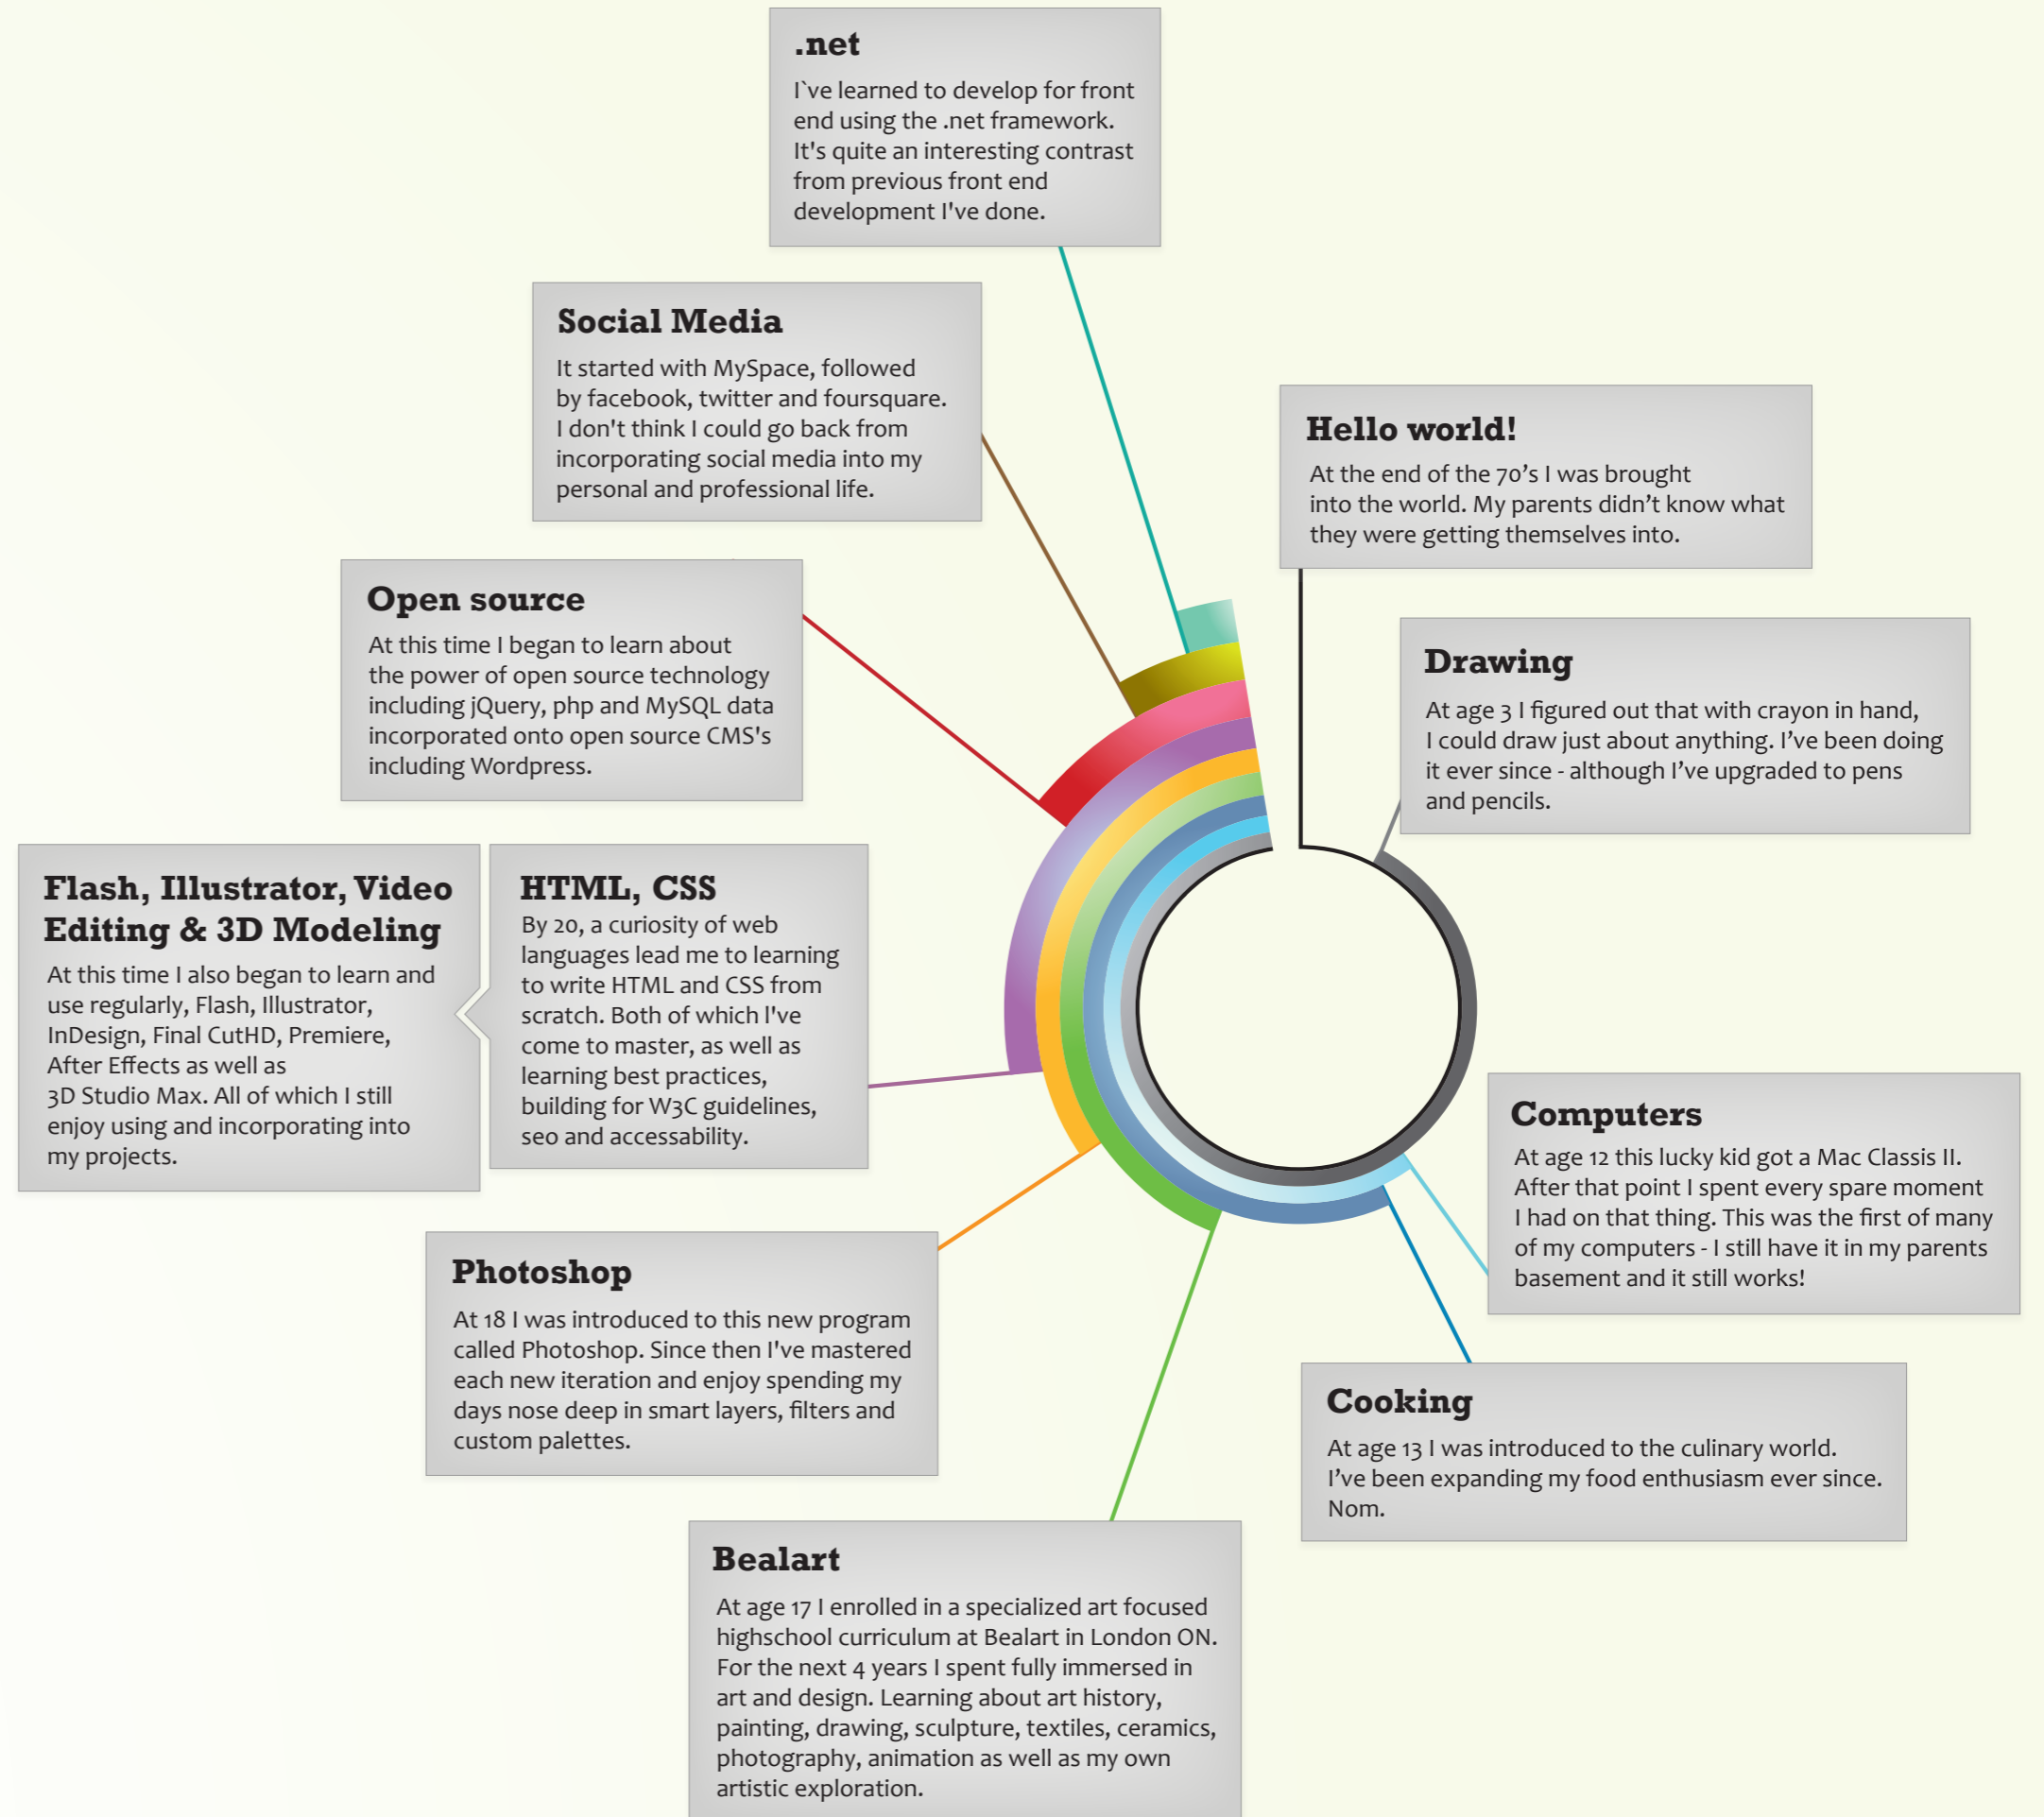 .net
I`ve learned to develop for front
end using the .net framework.
It's quite an interesting contrast
from previous front end
development I've done.
Social Media
It started with MySpace, followed
by facebook, twitter and foursquare.
I don't think I could go back from
incorporating social media into my
personal and professional life.
Hello world!
At the end of the 70’s I was brought
into the world. My parents didn’t know what
they were getting themselves into.
Open source
At this time I began to learn about
the power of open source technology
including jQuery, php and MySQL data
incorporated onto open source CMS's
including Wordpress.
Drawing
At age 3 I figured out that with crayon in hand,
I could draw just about anything. I’ve been doing
it ever since - although I’ve upgraded to pens
and pencils.
Flash, Illustrator, Video
Editing & 3D Modeling
At this time I also began to learn and
use regularly, Flash, Illustrator,
InDesign, Final CutHD, Premiere,
After Effects as well as
3D Studio Max. All of which I still
enjoy using and incorporating into
my projects.
HTML, CSS
By 20, a curiosity of web
languages lead me to learning
to write HTML and CSS from
scratch. Both of which l've
come to master, as well as
learning best practices,
building for W3C guidelines,
seo and accessability.
Computers
At age 12 this lucky kid got a Mac Classis II.
After that point I spent every spare moment
I had on that thing. This was the first of many
of my computers - I still have it in my parents
basement and it still works!
Photoshop
At 18 I was introduced to this new program
called Photoshop. Since then I've mastered
each new iteration and enjoy spending my
days nose deep in smart layers, filters and
custom palettes.
Cooking
At age 13 I was introduced to the culinary world.
I’ve been expanding my food enthusiasm ever since.
Nom.
Bealart
At age 17 I enrolled in a specialized art focused
highschool curriculum at Bealart in London ON.
For the next 4 years I spent fully immersed in
art and design. Learning about art history,
painting, drawing, sculpture, textiles, ceramics,
photography, animation as well as my own
artistic exploration.